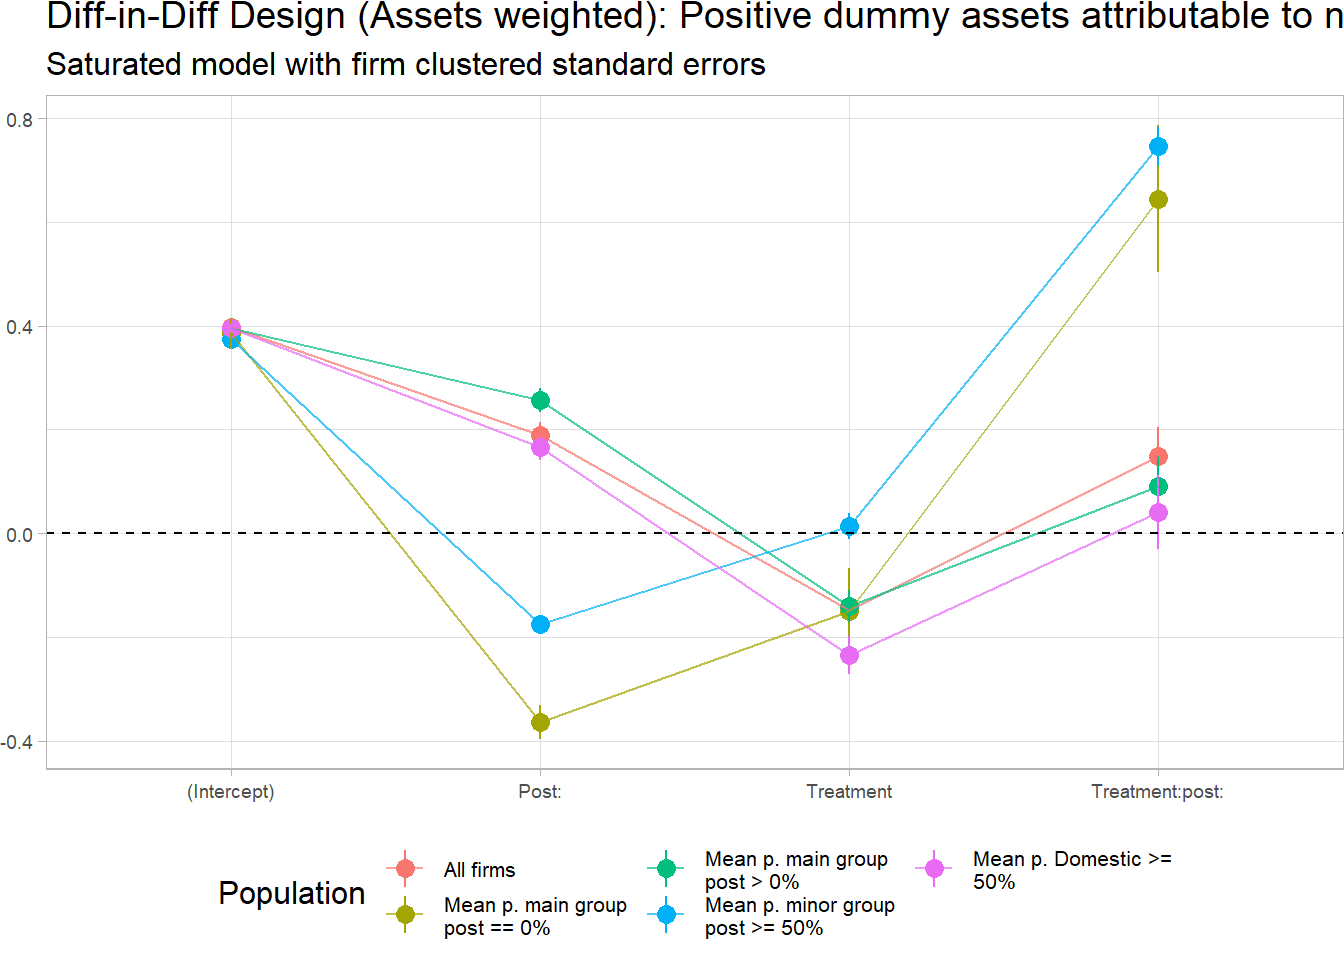 Diff-in-Diff Design (Assets weighted): Positive dummy assets attributable to n
Saturated model with firm clustered standard errors
0.8
0.4
0.0
-0.4
(Intercept)
Post:
Treatment
Treatment:post:
Population
All firms
Mean p. main group
post == 0%
Mean p. main group
post > 0%
Mean p. minor group
post >= 50%
Mean p. Domestic >=
50%